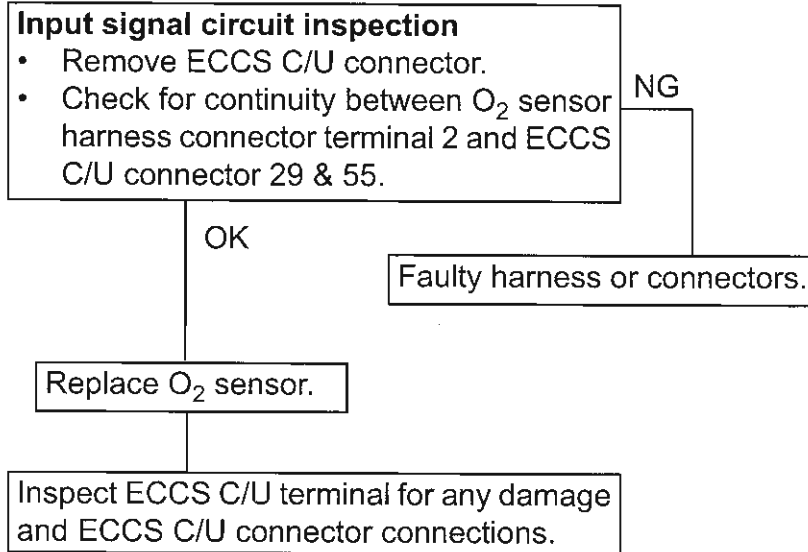 Input signal circuit inspection
• Remove ECCS C/U connector.
• Check for continuity between O₂ sensor
harness connector terminal 2 and ECCS
C/U connector 29 & 55.
NG
OK
Faulty harness or connectors.
Replace O₂ sensor.
Inspect ECCS C/U terminal for any damage
and ECCS C/U connector connections.